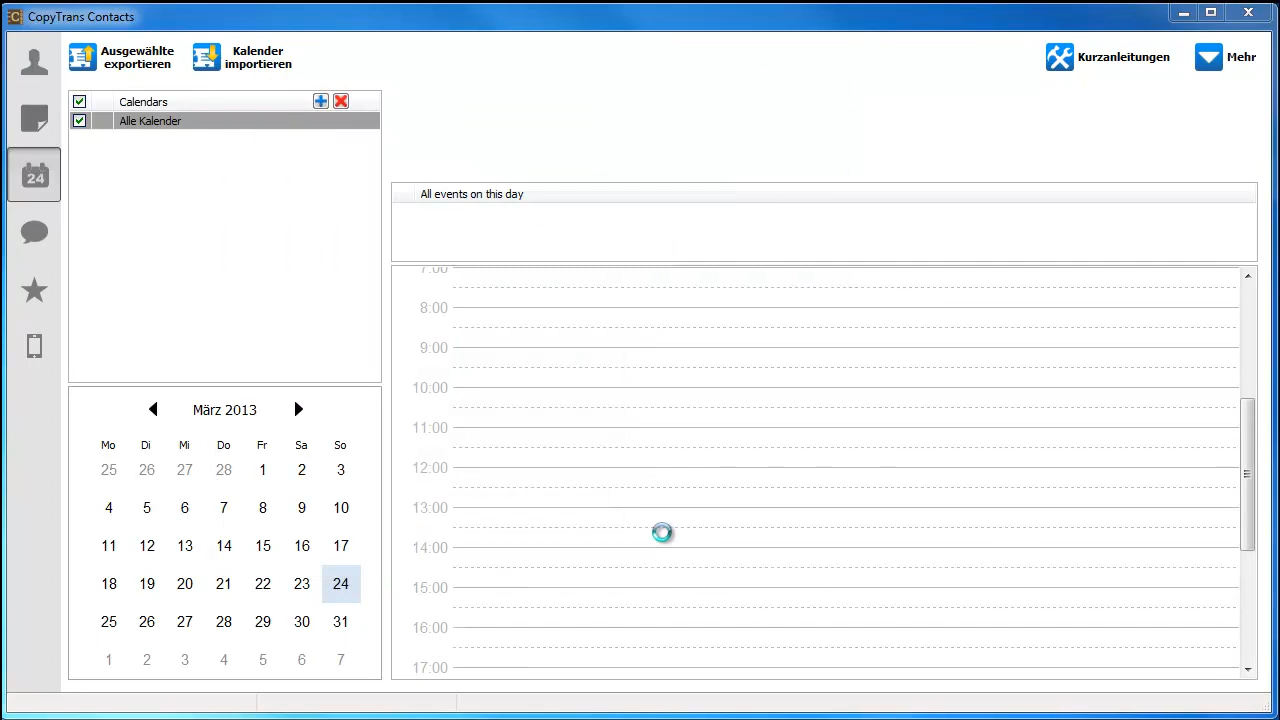 CopyTrans Contacts
Ausgewählte
exportieren
Kalender
importieren
Kurzanleitungen
Mehr
24
Calendars
Alle Kalender
All events on this day
7:00
8:00
9:00
10:00
11:00
12:00
13:00
14:00
15:00
16:00
17:00
März 2013
Mo Di Mi Do Fr Sa So
25 26 27 28 1 2 3
4 5 6 7 8 9 10
11 12 13 14 15 16 17
18 19 20 21 22 23 24
25 26 27 28 29 30 31
1 2 3 4 5 6 7